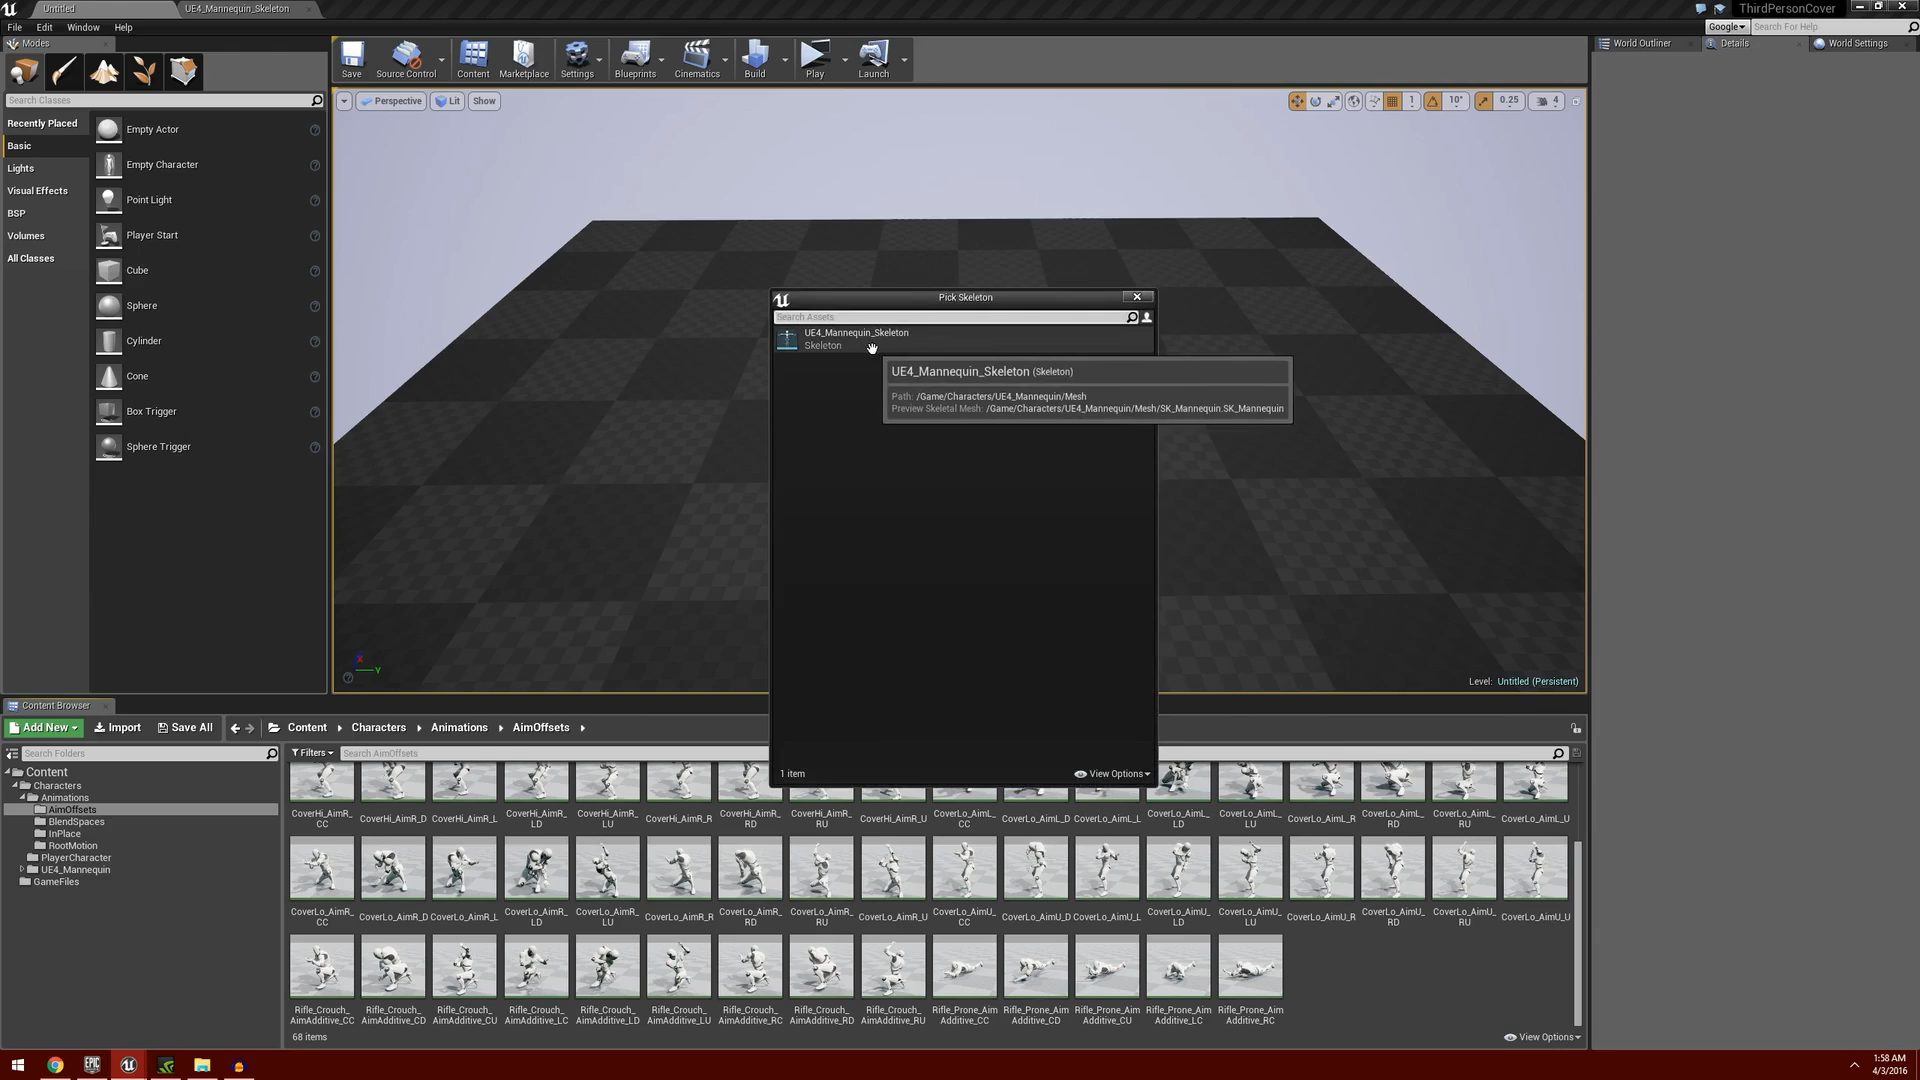 Untitled
UE4_Mannequin_Skeleton
ThirdPersonCover
File Edit Window Help
Google
Search For Help
Modes
Save
Source Control
Content
Marketplace
Settings
Blueprints
Cinematics
Build
Play
Launch
World Outliner
Details
World Settings
Search Classes
Perspective
Lit
Show
1
10°
0.25
4
Recently Placed
Basic
Lights
Visual Effects
BSP
Volumes
All Classes
Empty Actor
Empty Character
Point Light
Player Start
Cube
Sphere
Cylinder
Cone
Box Trigger
Sphere Trigger
Pick Skeleton
Search Assets
UE4_Mannequin_Skeleton
Skeleton
UE4_Mannequin_Skeleton (Skeleton)
Path: /Game/Characters/UE4_Mannequin/Mesh
Preview Skeletal Mesh: /Game/Characters/UE4_Mannequin/Mesh/SK_Mannequin.SK_Mannequin
1 item
View Options
X
Y
Level: Untitled (Persistent)
Content Browser
Add New
Import
Save All
Content
Characters
Animations
AimOffsets
Search Folders
Filters
Search AimOffsets
Content
Characters
Animations
AimOffsets
BlendSpaces
InPlace
RootMotion
PlayerCharacter
UE4_Mannequin
GameFiles
CoverHi_AimR_CC
CoverHi_AimR_D
CoverHi_AimR_L
CoverHi_AimR_LD
CoverHi_AimR_LU
CoverHi_AimR_R
CoverHi_AimR_RD
CoverHi_AimR_RU
CoverHi_AimR_U
CoverLo_AimL_CC
CoverLo_AimL_D
CoverLo_AimL_L
CoverLo_AimL_LD
CoverLo_AimL_LU
CoverLo_AimL_R
CoverLo_AimL_RD
CoverLo_AimL_RU
CoverLo_AimL_U
CoverLo_AimR_CC
CoverLo_AimR_D
CoverLo_AimR_L
CoverLo_AimR_LD
CoverLo_AimR_LU
CoverLo_AimR_R
CoverLo_AimR_RD
CoverLo_AimR_RU
CoverLo_AimR_U
CoverLo_AimU_CC
CoverLo_AimU_D
CoverLo_AimU_L
CoverLo_AimU_LD
CoverLo_AimU_LU
CoverLo_AimU_R
CoverLo_AimU_RD
CoverLo_AimU_RU
CoverLo_AimU_U
Rifle_Crouch_AimAdditive_CC
Rifle_Crouch_AimAdditive_CD
Rifle_Crouch_AimAdditive_CU
Rifle_Crouch_AimAdditive_LC
Rifle_Crouch_AimAdditive_LD
Rifle_Crouch_AimAdditive_LU
Rifle_Crouch_AimAdditive_RC
Rifle_Crouch_AimAdditive_RD
Rifle_Crouch_AimAdditive_RU
Rifle_Prone_AimAdditive_CC
Rifle_Prone_AimAdditive_CD
Rifle_Prone_AimAdditive_CU
Rifle_Prone_AimAdditive_LC
Rifle_Prone_AimAdditive_RC
68 items
View Options
EPIC
1:58 AM
4/3/2016